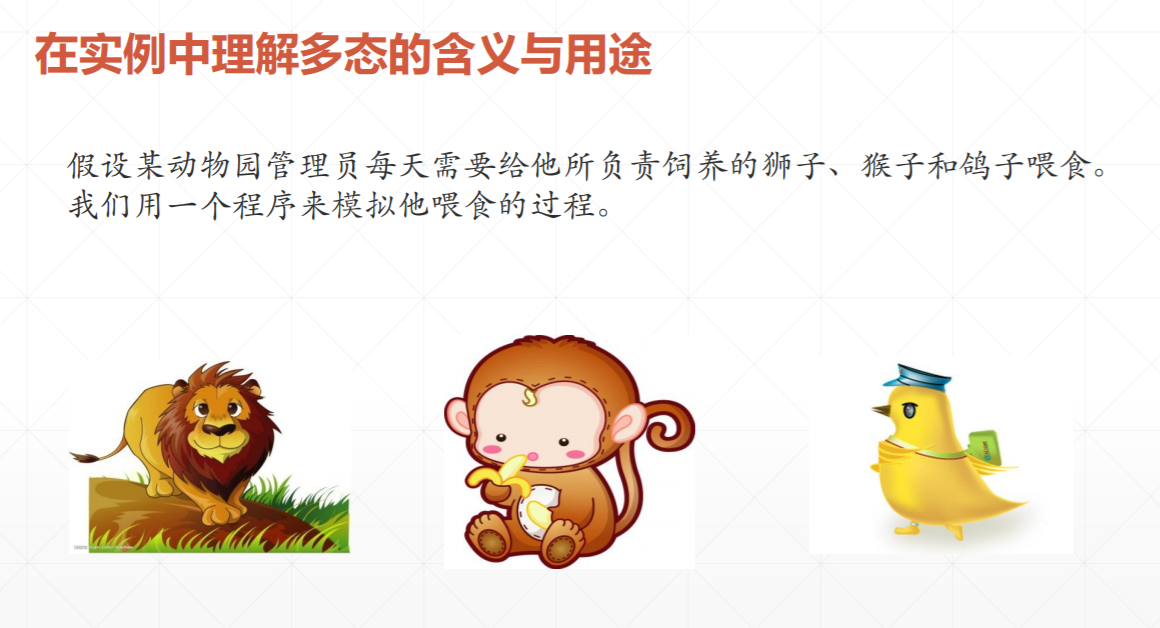 在实例中理解多态的含义与用途
假设某动物园管理员每天需要给他所负责饲养的狮子、猴子和鸽子喂食。
我们用一个程序来模拟他喂食的过程。